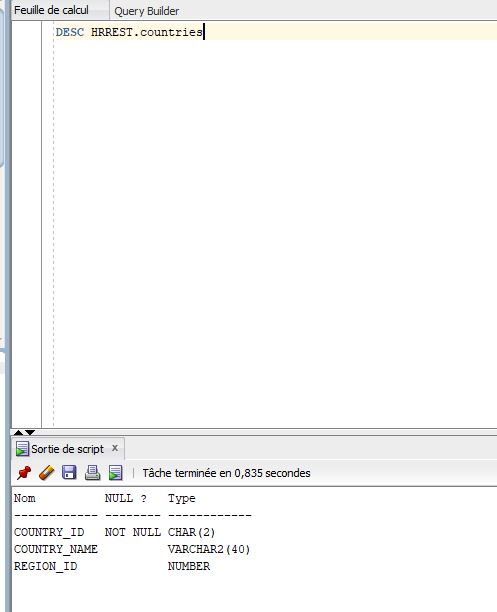 Feuille de calcul Query Builder
DESC HRREST.countries
Sortie de script x
Tâche terminée en 0,835 secondes
Nom NULL ? Type
------------ -------- ------------
COUNTRY_ID NOT NULL CHAR(2)
COUNTRY_NAME VARCHAR2(40)
REGION_ID NUMBER